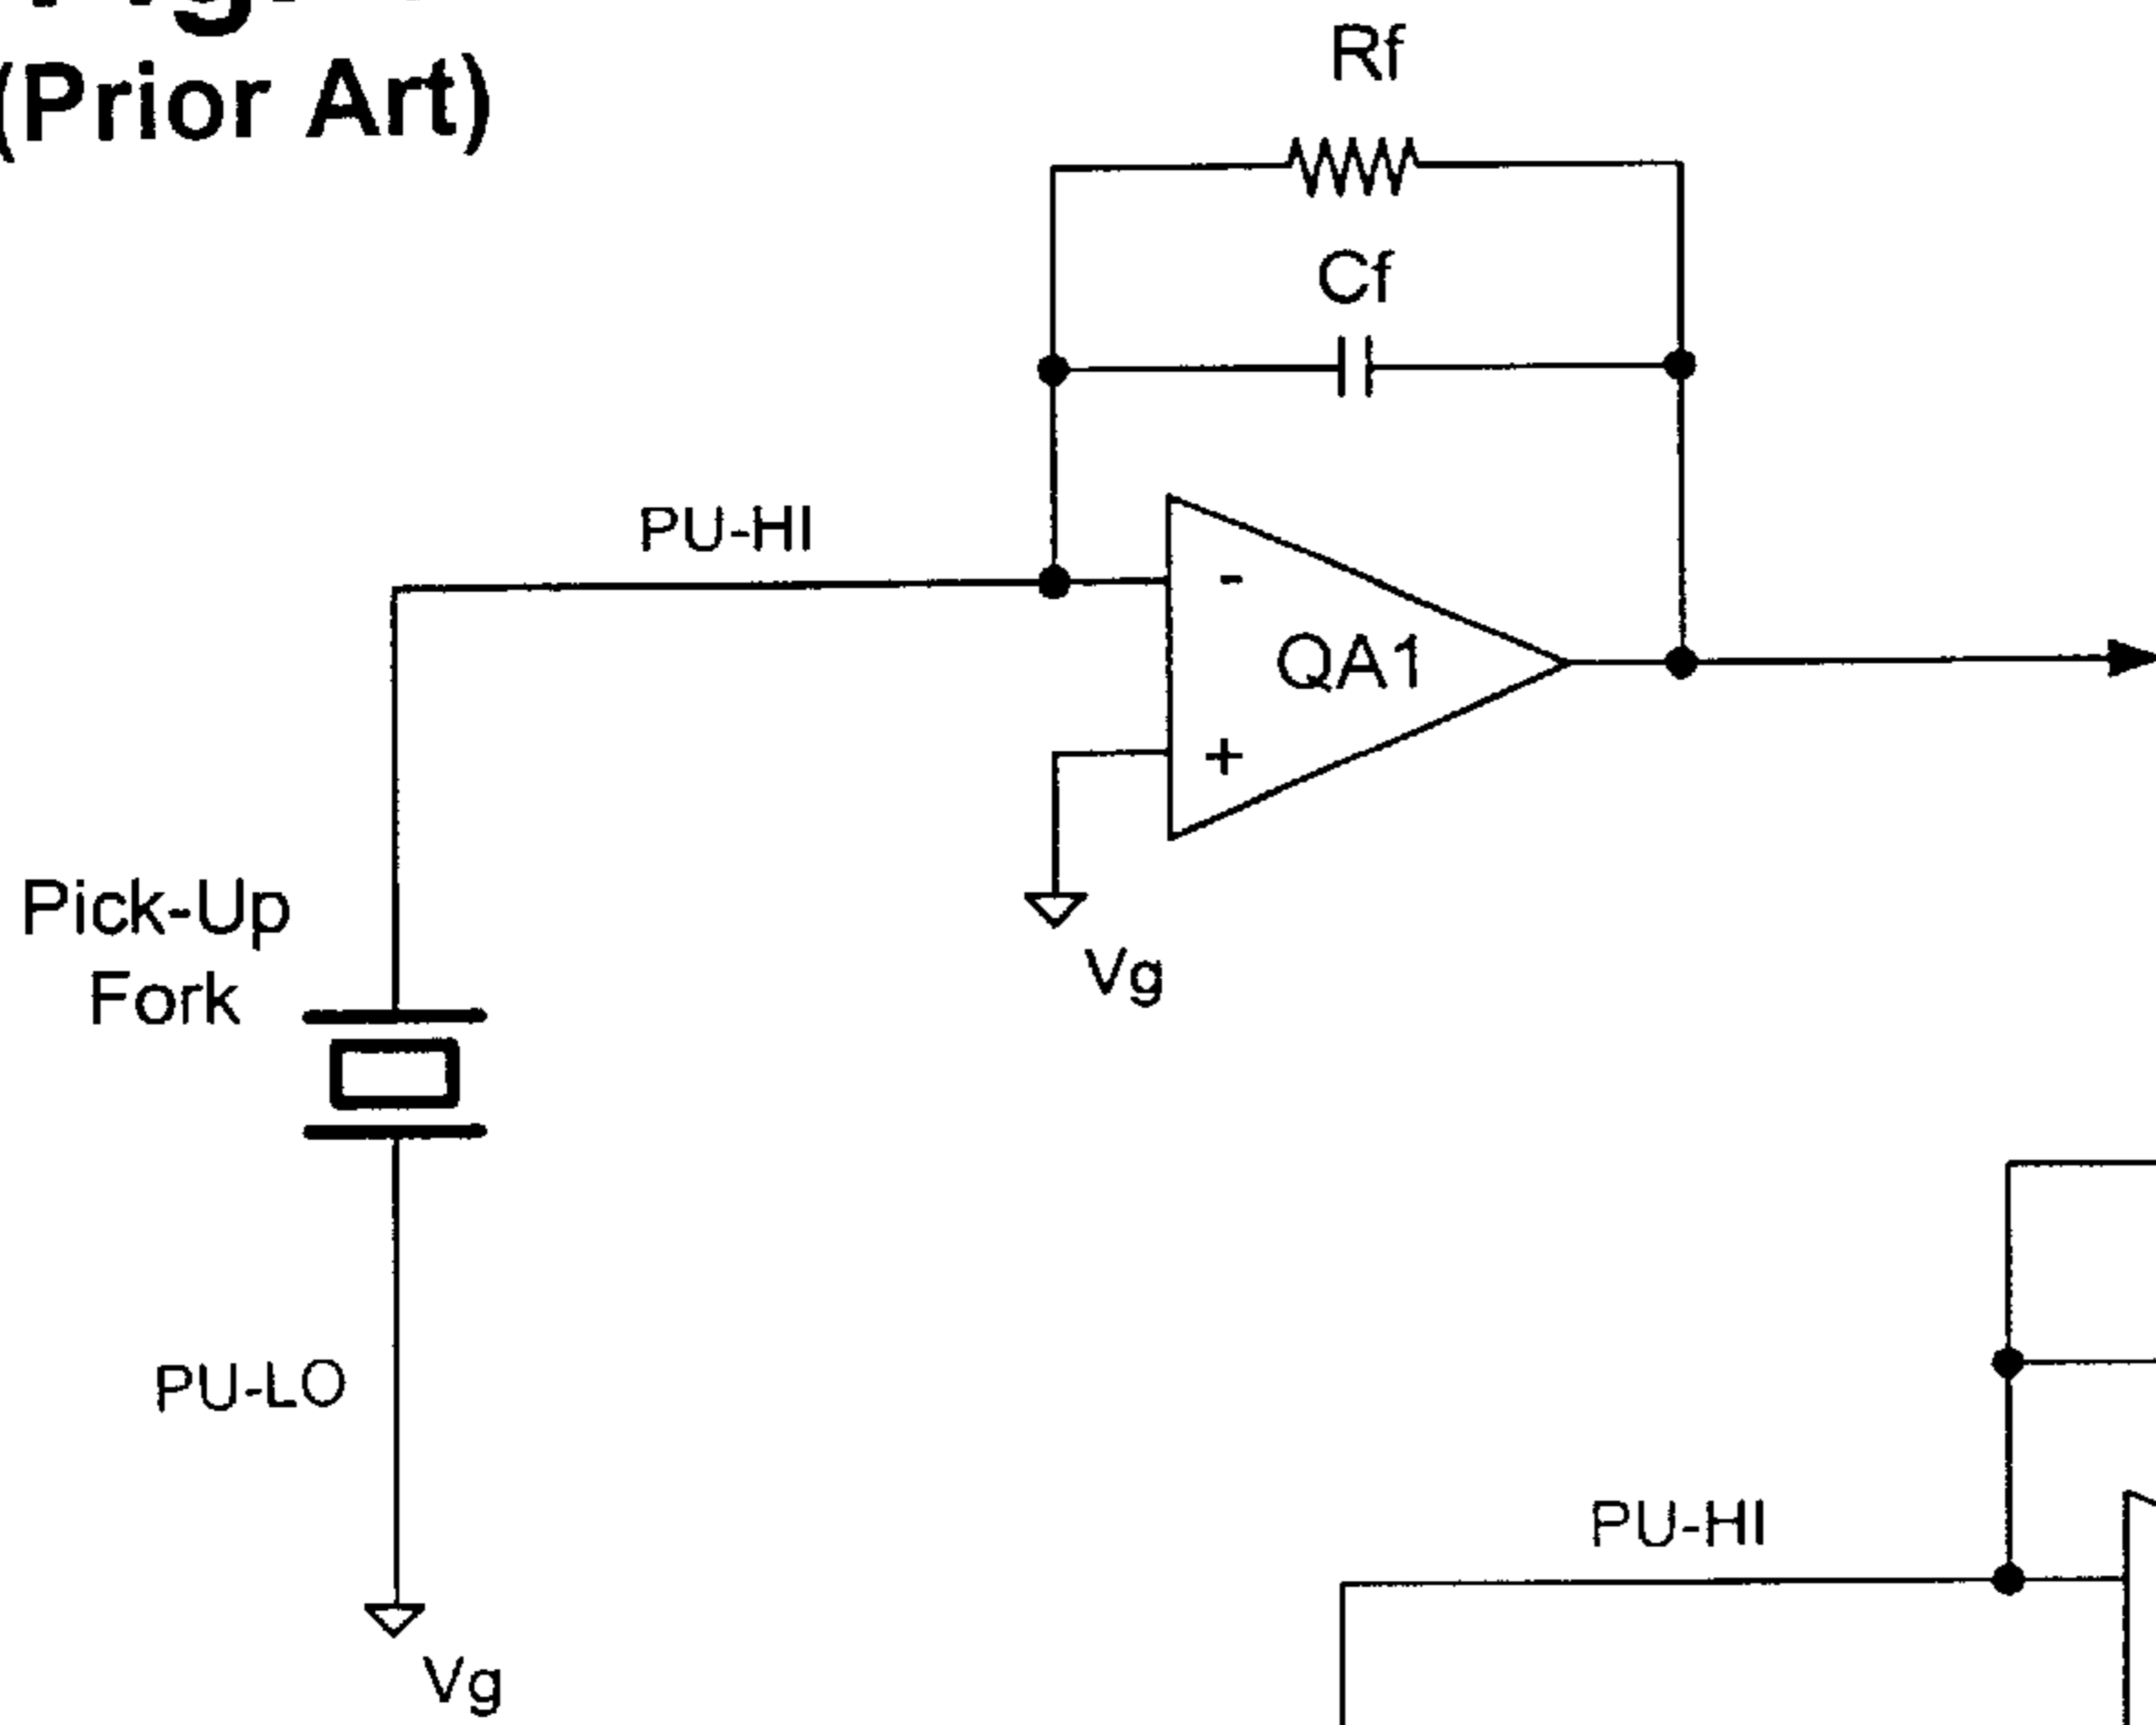 (Prior Art)
Rf
Cf
PU-HI
-
QA1
+
Vg
Pick-Up
Fork
PU-LO
PU-HI
Vg